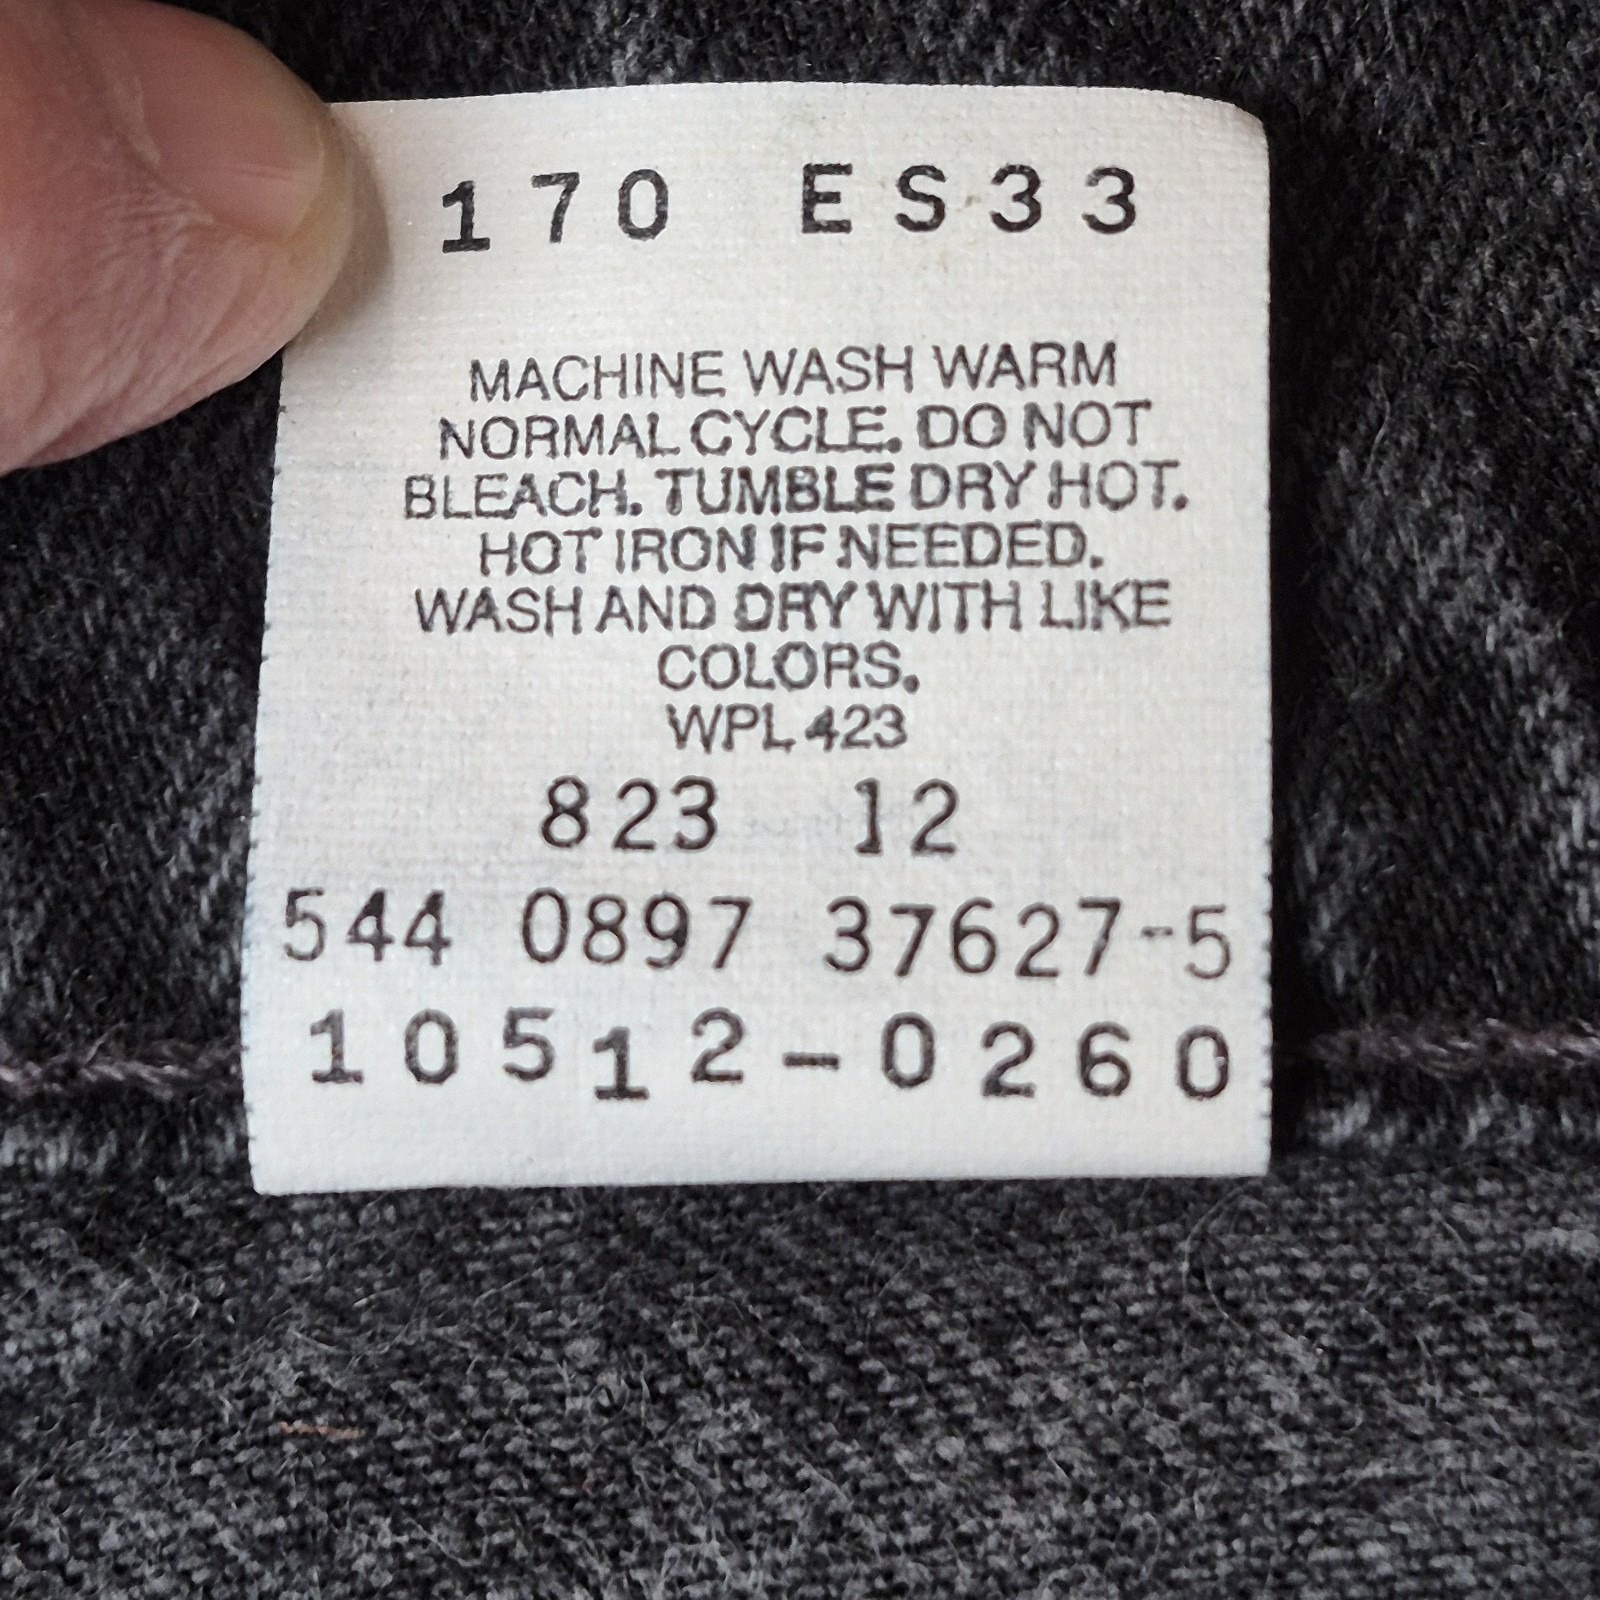 170 ES33
MACHINE WASH WARM
NORMAL CYCLE. DO NOT
BLEACH. TUMBLE DRY HOT.
HOT IRON IF NEEDED.
WASH AND DRY WITH LIKE
COLORS.
WPL 423
823 12
544 0897 37627-5
10512-0260